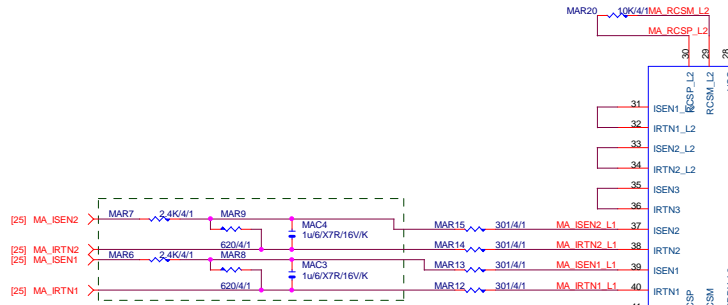 MAR20 10K/4/1 MA_RCSM_L2
MA_RCSP_L2
30 29 28
RCSP_L2 RCSM_L2
31 ISEN1_L2
32 IRTN1_L2
33 ISEN2_L2
34 IRTN2_L2
35 ISEN3
36 IRTN3
[25] MA_ISEN2 MAR7 2.4K/4/1 MAR9 MAC4 1u/6/X7R/16V/K MAR15 301/4/1 MA_ISEN2_L1 37 ISEN2
[25] MA_IRTN2 620/4/1 MAR14 301/4/1 MA_IRTN2_L1 38 IRTN2
[25] MA_ISEN1 MAR6 2.4K/4/1 MAR8 MAC3 1u/6/X7R/16V/K MAR13 301/4/1 MA_ISEN1_L1 39 ISEN1
[25] MA_IRTN1 620/4/1 MAR12 301/4/1 MA_IRTN1_L1 40 IRTN1